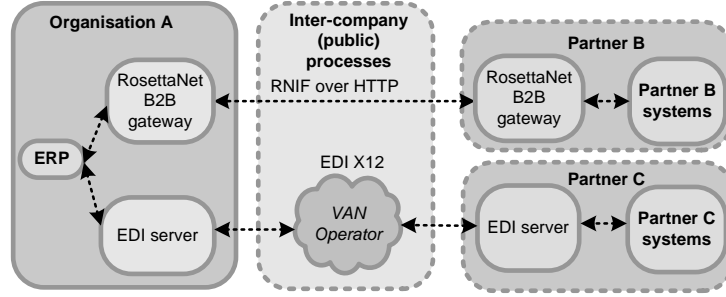 Organisation A
RosettaNet
B2B
gateway
ERP
EDI server
Inter-company
(public)
processes
RNIF over HTTP
EDI X12
VAN
Operator
Partner B
RosettaNet
B2B
gateway
Partner B
systems
Partner C
EDI server
Partner C
systems